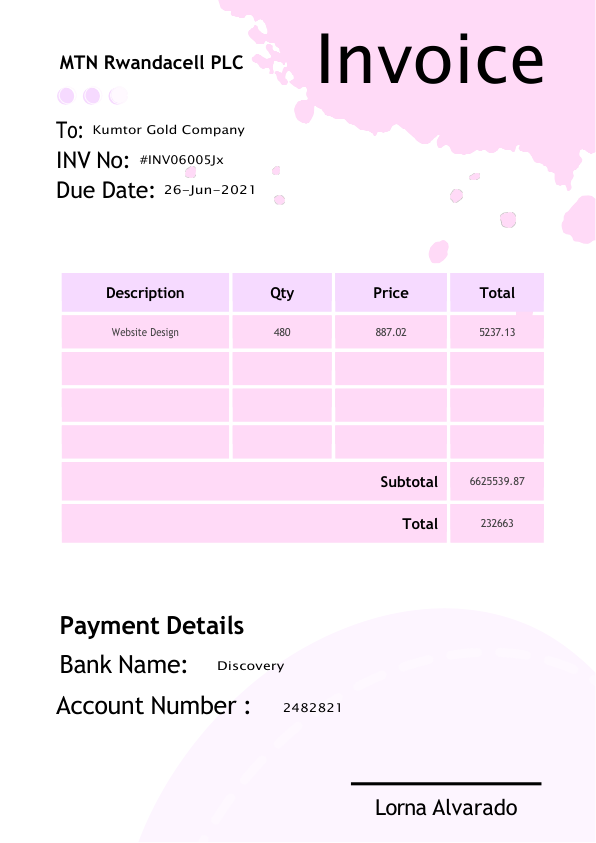 Invoice
MTN Rwandacell PLC
To: Kumtor Gold Company
INV No: #INV06005Jx
Due Date: 26-Jun-2021
Description Qty Price Total
Website Design 480 887.02 5237.13
Subtotal 6625539.87
Total 232663
Payment Details
Bank Name: Discovery
Account Number : 2482821
Lorna Alvarado